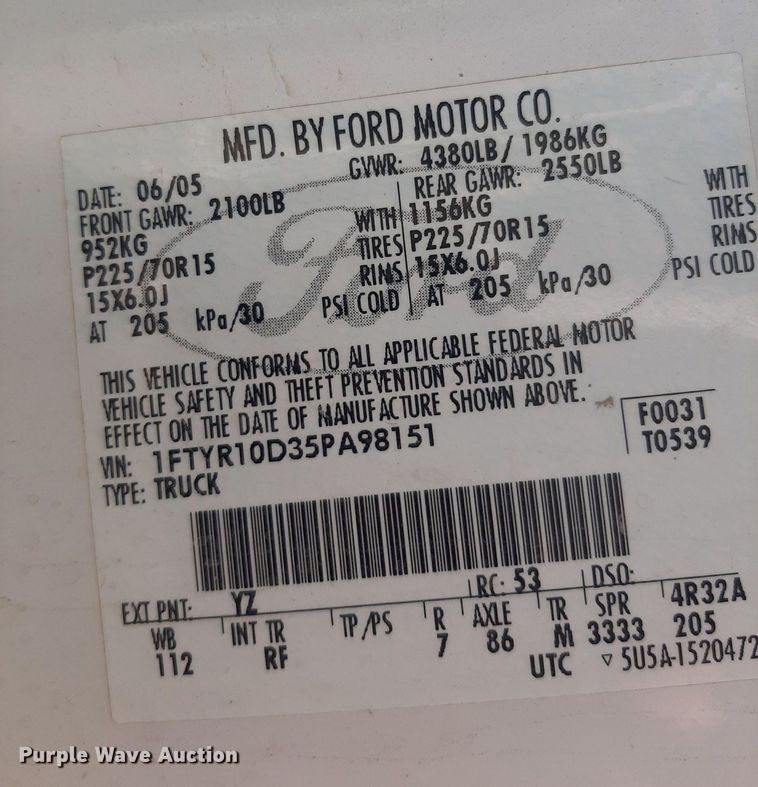 MFD. BY FORD MOTOR CO.
DATE: 06/05 GVWR: 4380LB/ 1986KG
FRONT GAWR: 2100LB REAR GAWR: 2550LB
952KG WITH 1156KG WITH
P225/70R15 TIRES P225/70R15 TIRES
15X6.0J RIMS 15X6.0J RIMS
AT 205 kPa/30 PSI COLD AT 205 kPa/30 PSI COLD
Ford
THIS VEHICLE CONFORMS TO ALL APPLICABLE FEDERAL MOTOR
VEHICLE SAFETY AND THEFT PREVENTION STANDARDS IN
EFFECT ON THE DATE OF MANUFACTURE SHOWN ABOVE.
VIN: 1FTYR10D35PA98151 F0031
TYPE: TRUCK T0539
EXT PNT: YZ RC: 53 DSO:
WB INT TR TP/PS R AXLE TR SPR 4R32A
112 RF 7 86 M 3333 205
UTC ▽ 5U5A-1520472
Purple Wave Auction